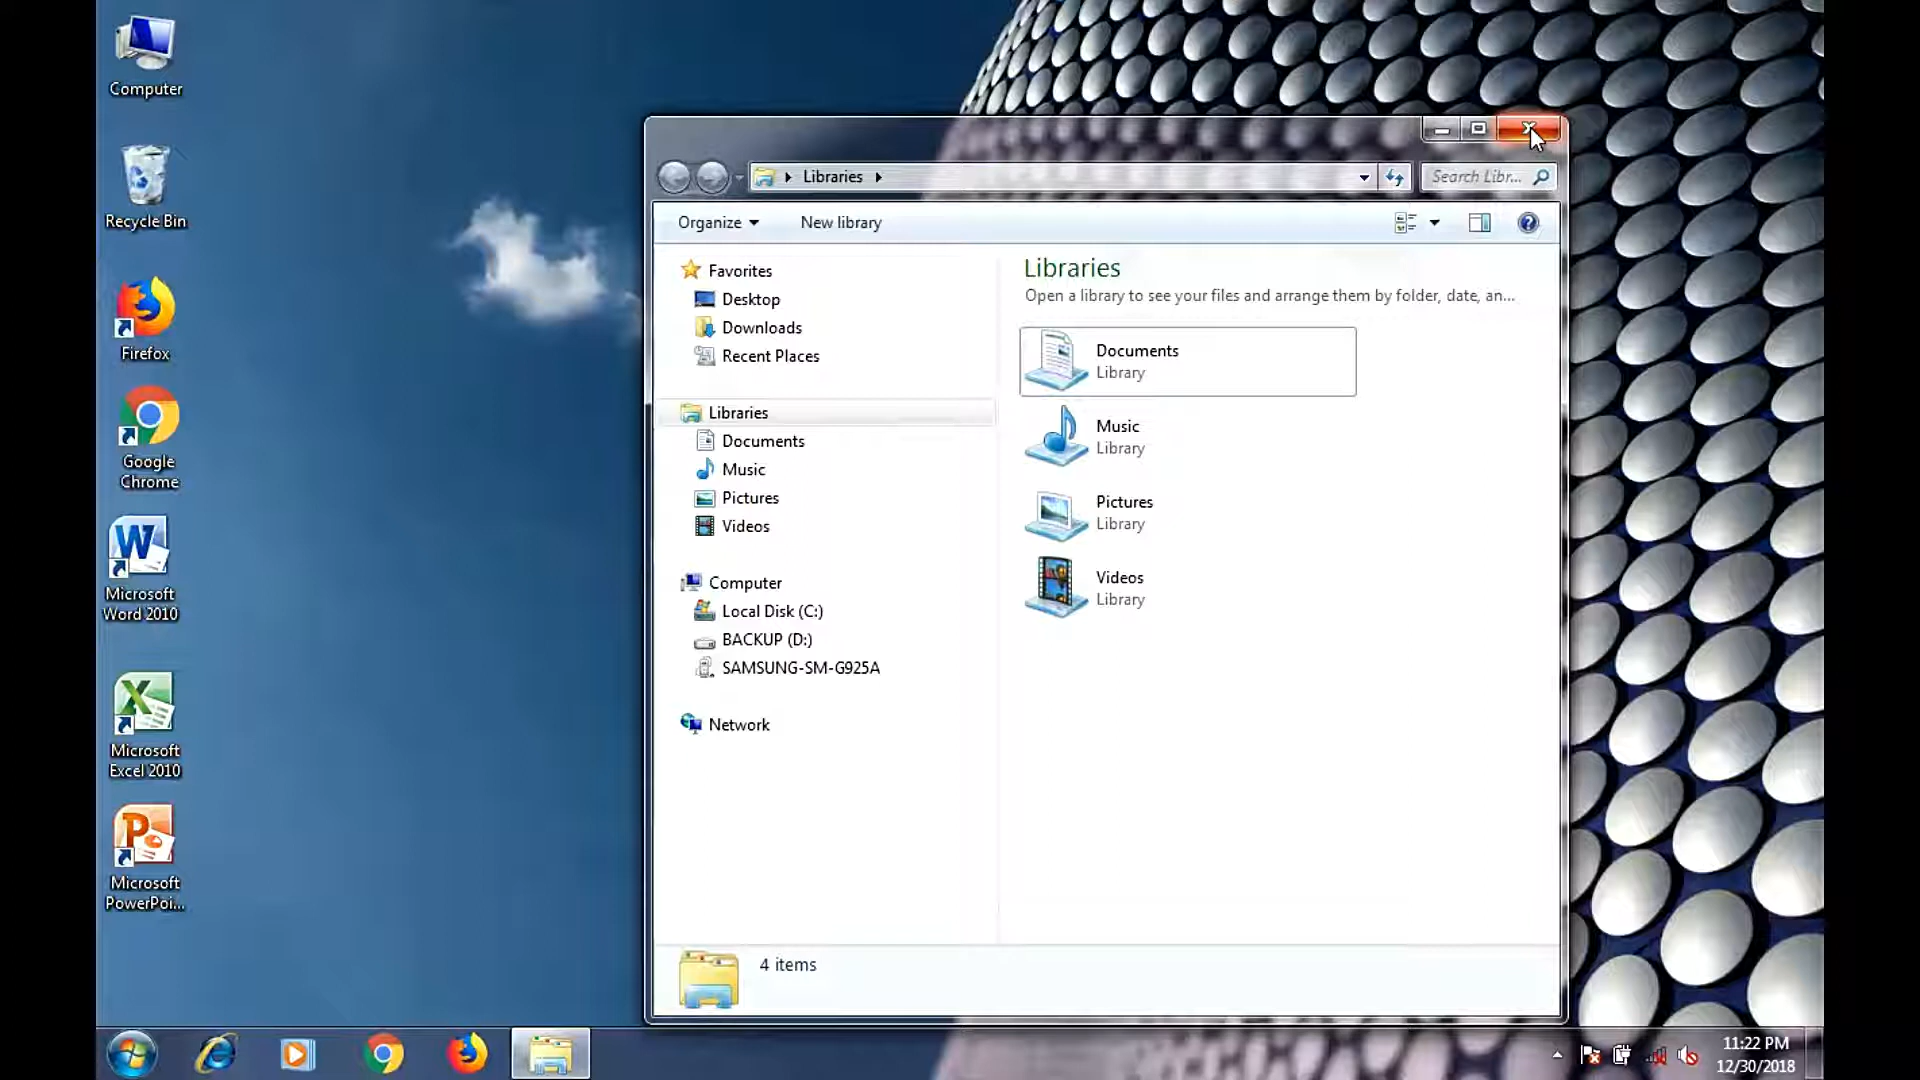 Computer
Recycle Bin
Firefox
Google
Chrome
Microsoft
Word 2010
Microsoft
Excel 2010
Microsoft
PowerPoi...
Libraries
Search Libr...
Organize
New library
Favorites
Desktop
Downloads
Recent Places
Libraries
Documents
Music
Pictures
Videos
Computer
Local Disk (C:)
BACKUP (D:)
SAMSUNG-SM-G925A
Network
Libraries
Open a library to see your files and arrange them by folder, date, an...
Documents
Library
Music
Library
Pictures
Library
Videos
Library
4 items
11:22 PM
12/30/2018